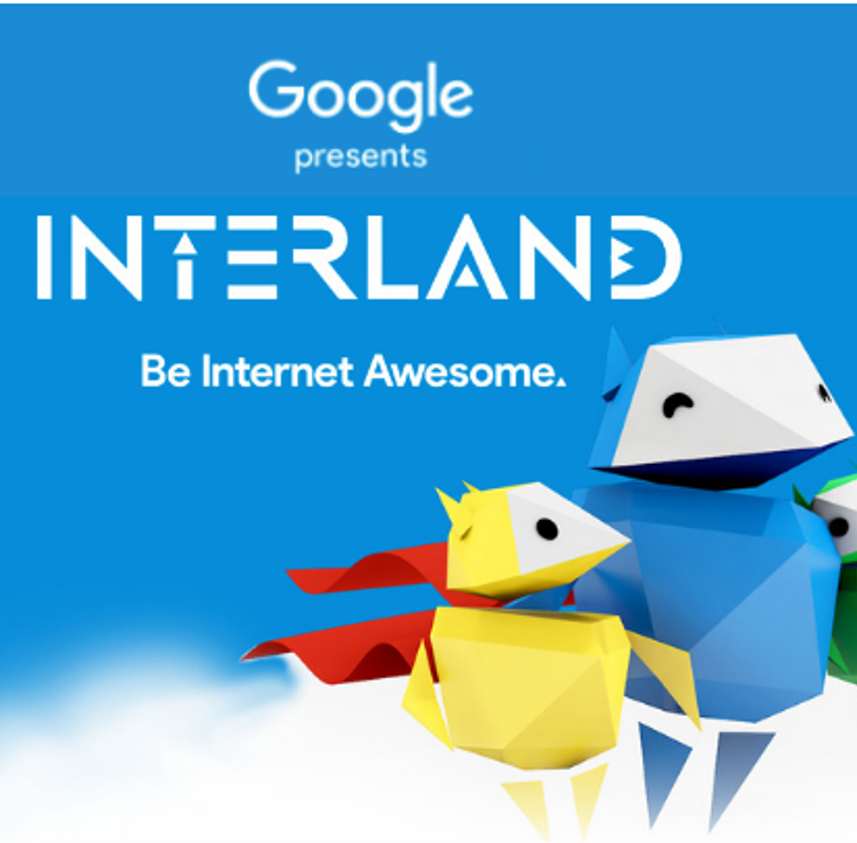 Google
presents
INTERLAND
Be Internet Awesome.